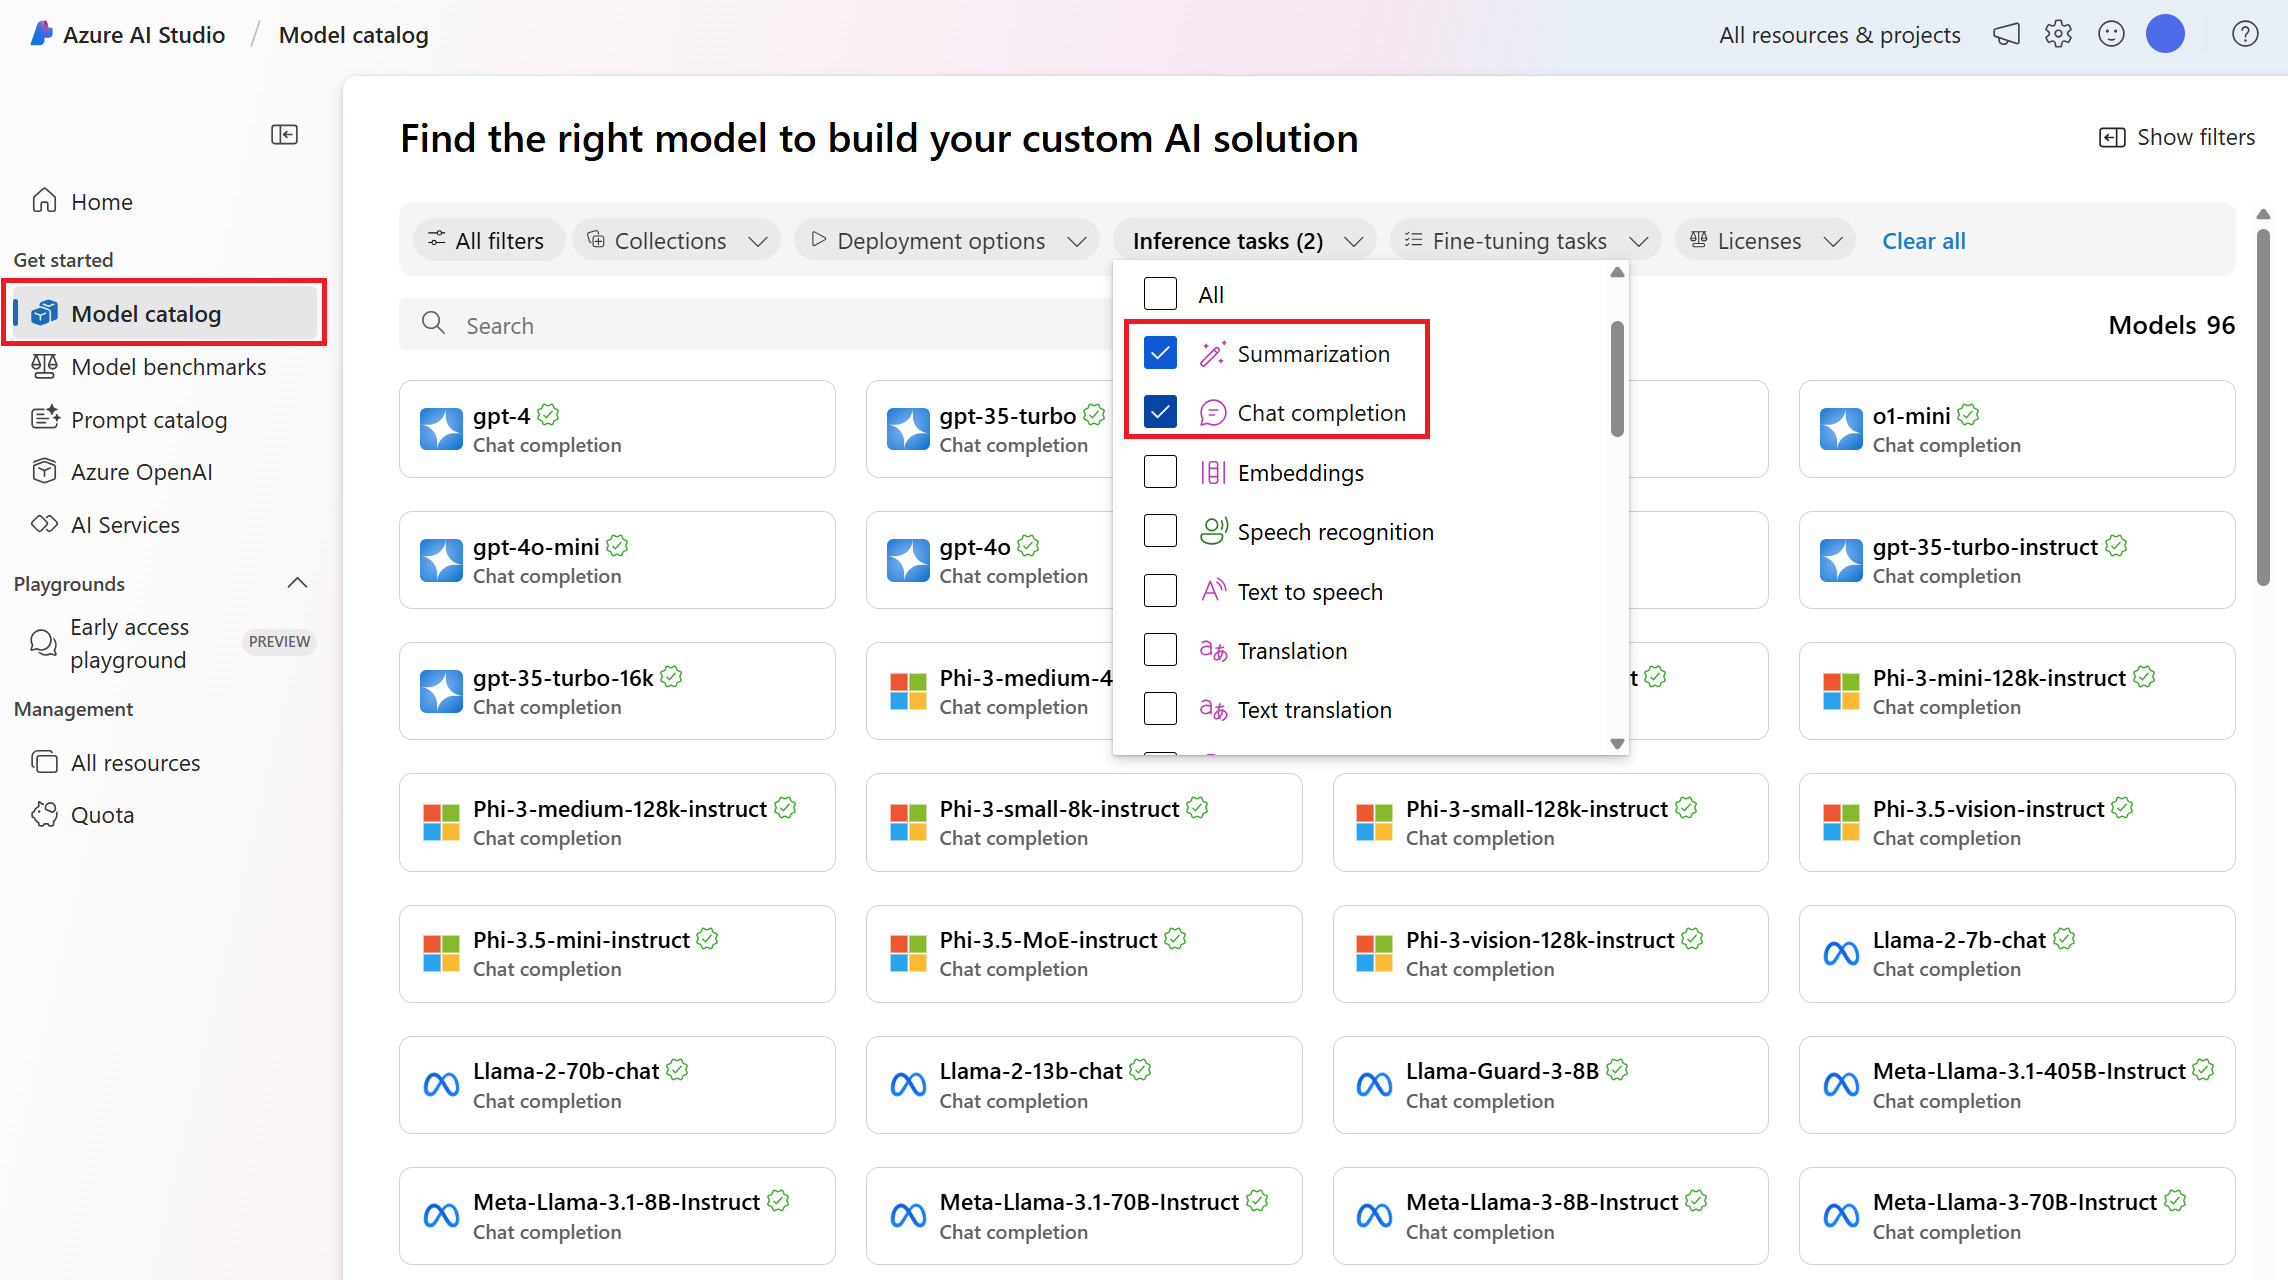 Azure AI Studio / Model catalog
All resources & projects
Home
Get started
Model catalog
Model benchmarks
Prompt catalog
Azure OpenAI
AI Services
Playgrounds
Early access
playground
PREVIEW
Management
All resources
Quota
Find the right model to build your custom AI solution
Show filters
All filters
Collections
Deployment options
Inference tasks (2)
Fine-tuning tasks
Licenses
Clear all
Search
Models 96
All
Summarization
Chat completion
Embeddings
Speech recognition
Text to speech
Translation
Text translation
gpt-4
Chat completion
gpt-35-turbo
Chat completion
o1-mini
Chat completion
gpt-4o-mini
Chat completion
gpt-4o
Chat completion
gpt-35-turbo-instruct
Chat completion
gpt-35-turbo-16k
Chat completion
Phi-3-medium-4
Chat completion
t
Phi-3-mini-128k-instruct
Chat completion
Phi-3-medium-128k-instruct
Chat completion
Phi-3-small-8k-instruct
Chat completion
Phi-3-small-128k-instruct
Chat completion
Phi-3.5-vision-instruct
Chat completion
Phi-3.5-mini-instruct
Chat completion
Phi-3.5-MoE-instruct
Chat completion
Phi-3-vision-128k-instruct
Chat completion
Llama-2-7b-chat
Chat completion
Llama-2-70b-chat
Chat completion
Llama-2-13b-chat
Chat completion
Llama-Guard-3-8B
Chat completion
Meta-Llama-3.1-405B-Instruct
Chat completion
Meta-Llama-3.1-8B-Instruct
Chat completion
Meta-Llama-3.1-70B-Instruct
Chat completion
Meta-Llama-3-8B-Instruct
Chat completion
Meta-Llama-3-70B-Instruct
Chat completion